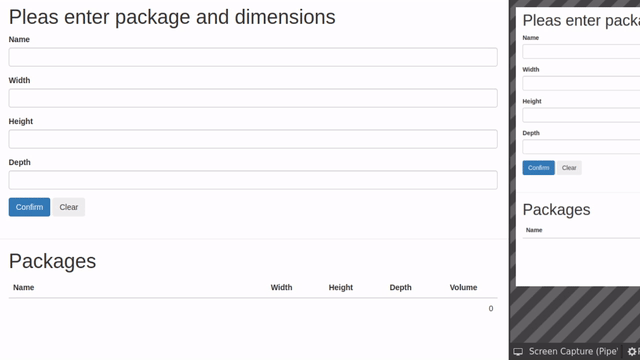 Pleas enter package and dimensions
Name
Width
Height
Depth
Confirm Clear
Packages
Name Width Height Depth Volume
0
Pleas enter
Name
Width
Height
Depth
Confirm Clear
Packages
Name
Screen Capture (Pipe'